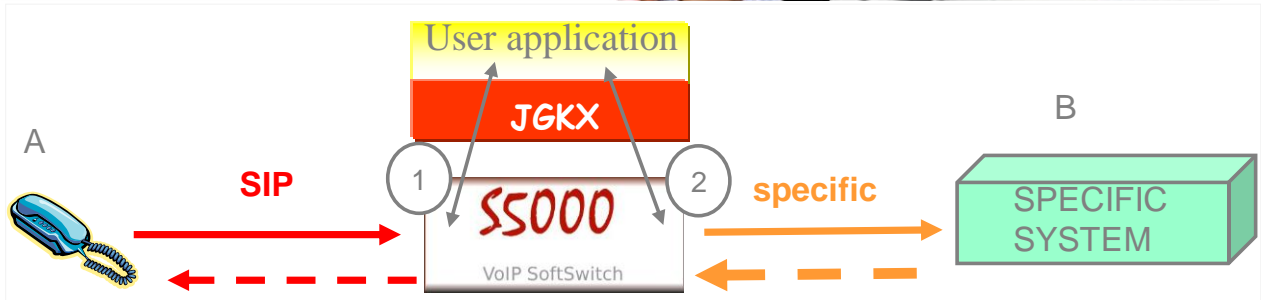 User application
JGKX
A
B
SIP
1
2
specific
S5000
VoIP SoftSwitch
SPECIFIC
SYSTEM